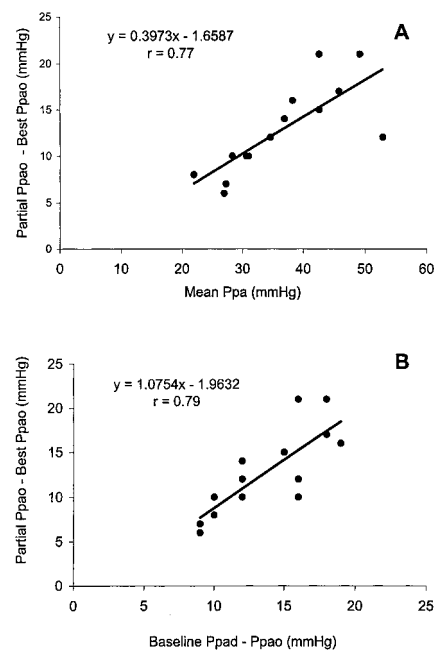 A
y = 0.3973x - 1.6587
r = 0.77
Partial Ppao - Best Ppao (mmHg)
25
20
15
10
5
0
0 10 20 30 40 50 60
Mean Ppa (mmHg)
B
y = 1.0754x - 1.9632
r = 0.79
Partial Ppao - Best Ppao (mmHg)
25
20
15
10
5
0
0 5 10 15 20 25
Baseline Ppad - Ppao (mmHg)